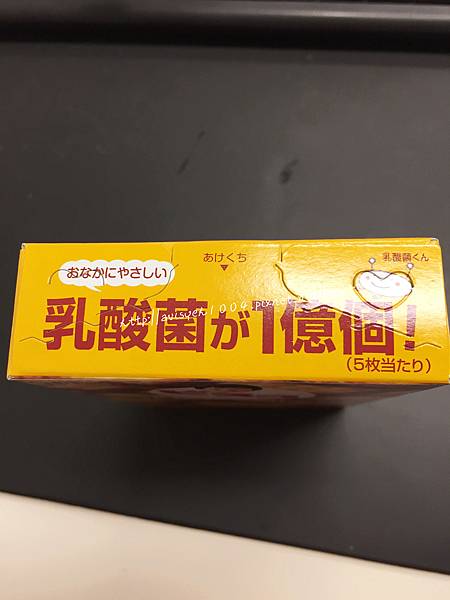 おなかにやさしい
あけくち
▼
乳酸菌くん
乳酸菌が1億個!
(5枚当たり)